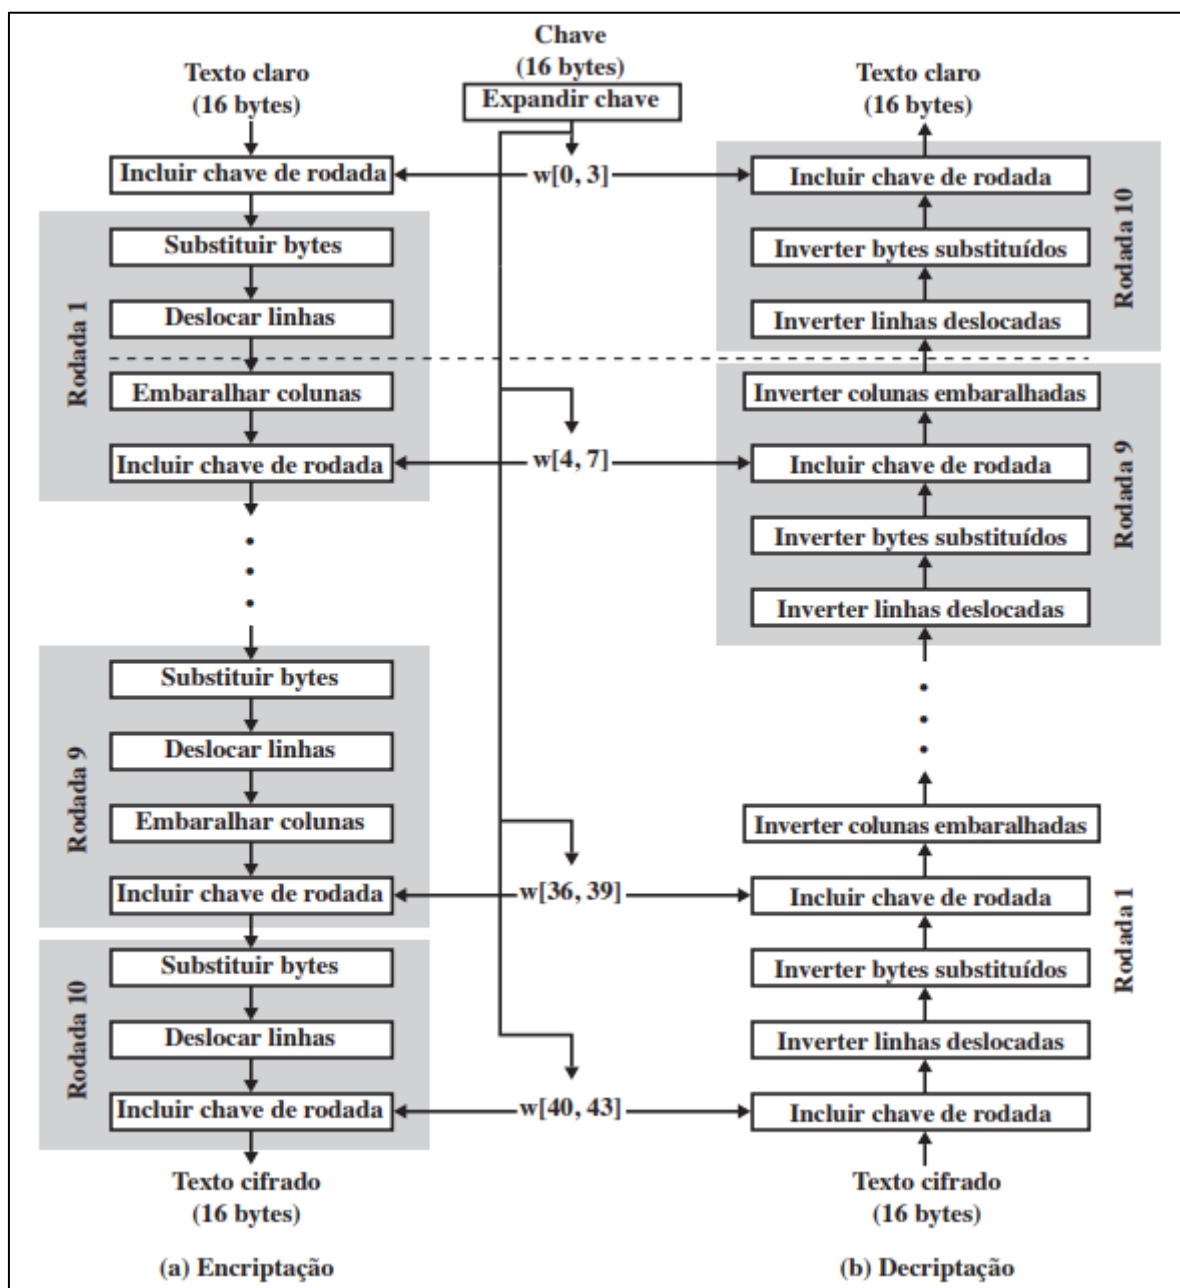 Chave
(16 bytes)
Expandir chave
Texto claro
(16 bytes)
Incluir chave de rodada
Rodada 1
Substituir bytes
Deslocar linhas
Embaralhar colunas
Incluir chave de rodada
Rodada 9
Substituir bytes
Deslocar linhas
Embaralhar colunas
Incluir chave de rodada
Rodada 10
Substituir bytes
Deslocar linhas
Incluir chave de rodada
Texto cifrado
(16 bytes)
(a) Encriptação
w[0, 3]
w[4, 7]
w[36, 39]
w[40, 43]
Texto claro
(16 bytes)
Incluir chave de rodada
Inverter bytes substituídos
Inverter linhas deslocadas
Rodada 10
Inverter colunas embaralhadas
Incluir chave de rodada
Inverter bytes substituídos
Inverter linhas deslocadas
Rodada 9
Inverter colunas embaralhadas
Incluir chave de rodada
Inverter bytes substituídos
Inverter linhas deslocadas
Rodada 1
Incluir chave de rodada
Texto cifrado
(16 bytes)
(b) Decriptação